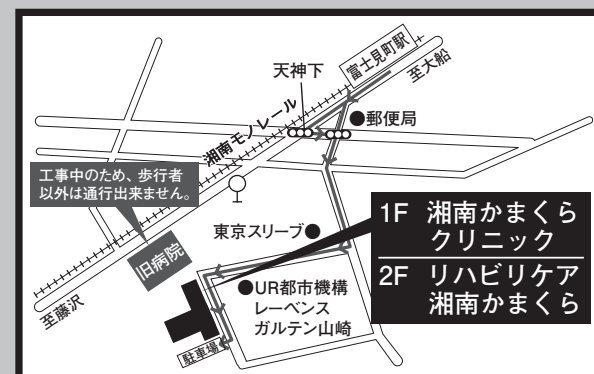 富士見町駅
至大船
天神下
●郵便局
湘南モノレール
工事中のため、歩行者
以外は通行出来ません。
旧病院
東京スリーブ●
1F 湘南かまくら
クリニック
2F リハビリケア
湘南かまくら
●UR都市機構
レーベンス
ガルテン山崎
至藤沢
駐車場